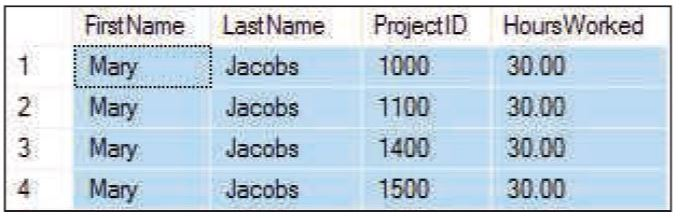 FirstName LastName ProjectID HoursWorked
1 Mary Jacobs 1000 30.00
2 Mary Jacobs 1100 30.00
3 Mary Jacobs 1400 30.00
4 Mary Jacobs 1500 30.00